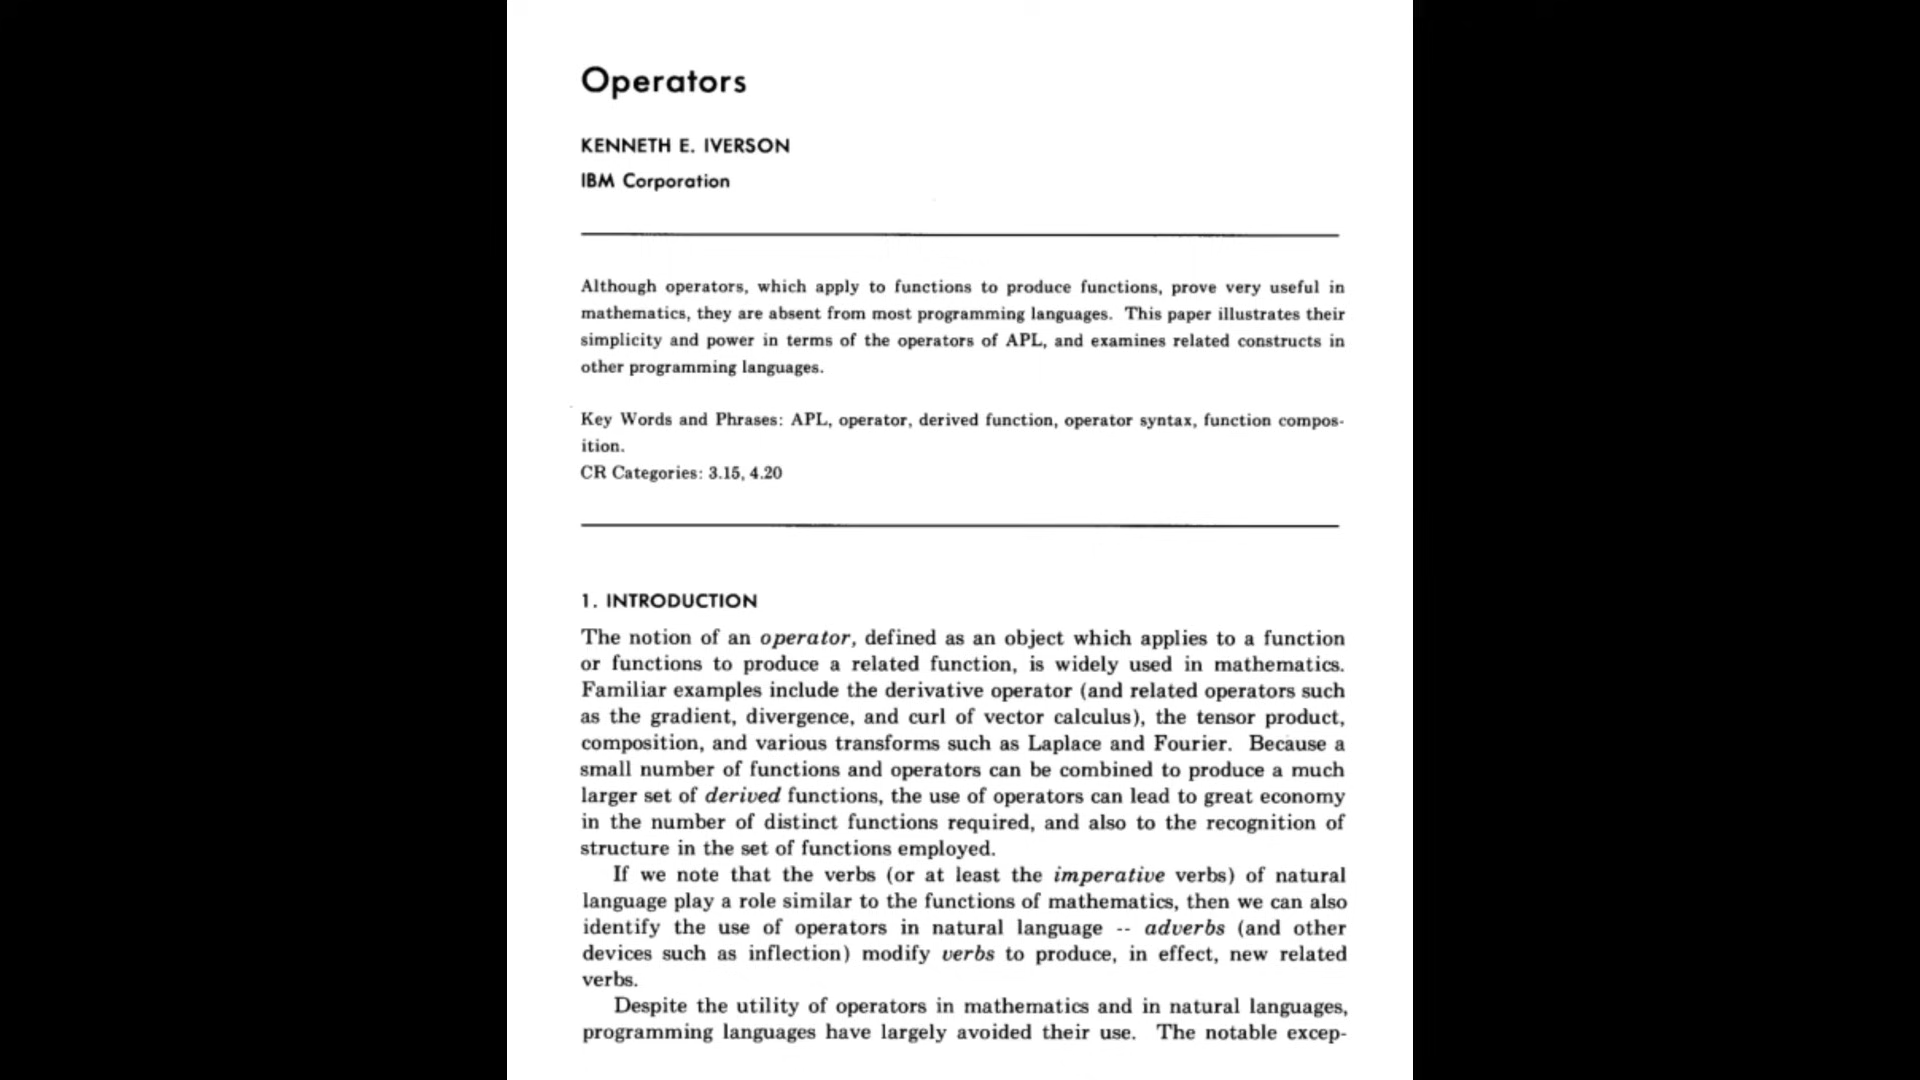 Operators
KENNETH E. IVERSON
IBM Corporation
Although operators, which apply to functions to produce functions, prove very useful in
mathematics, they are absent from most programming languages. This paper illustrates their
simplicity and power in terms of the operators of APL, and examines related constructs in
other programming languages.
Key Words and Phrases: APL, operator, derived function, operator syntax, function compos-
ition.
CR Categories: 3.15, 4.20
1. INTRODUCTION
The notion of an operator, defined as an object which applies to a function
or functions to produce a related function, is widely used in mathematics.
Familiar examples include the derivative operator (and related operators such
as the gradient, divergence, and curl of vector calculus), the tensor product,
composition, and various transforms such as Laplace and Fourier. Because a
small number of functions and operators can be combined to produce a much
larger set of derived functions, the use of operators can lead to great economy
in the number of distinct functions required, and also to the recognition of
structure in the set of functions employed.
If we note that the verbs (or at least the imperative verbs) of natural
language play a role similar to the functions of mathematics, then we can also
identify the use of operators in natural language -- adverbs (and other
devices such as inflection) modify verbs to produce, in effect, new related
verbs.
Despite the utility of operators in mathematics and in natural languages,
programming languages have largely avoided their use. The notable excep-